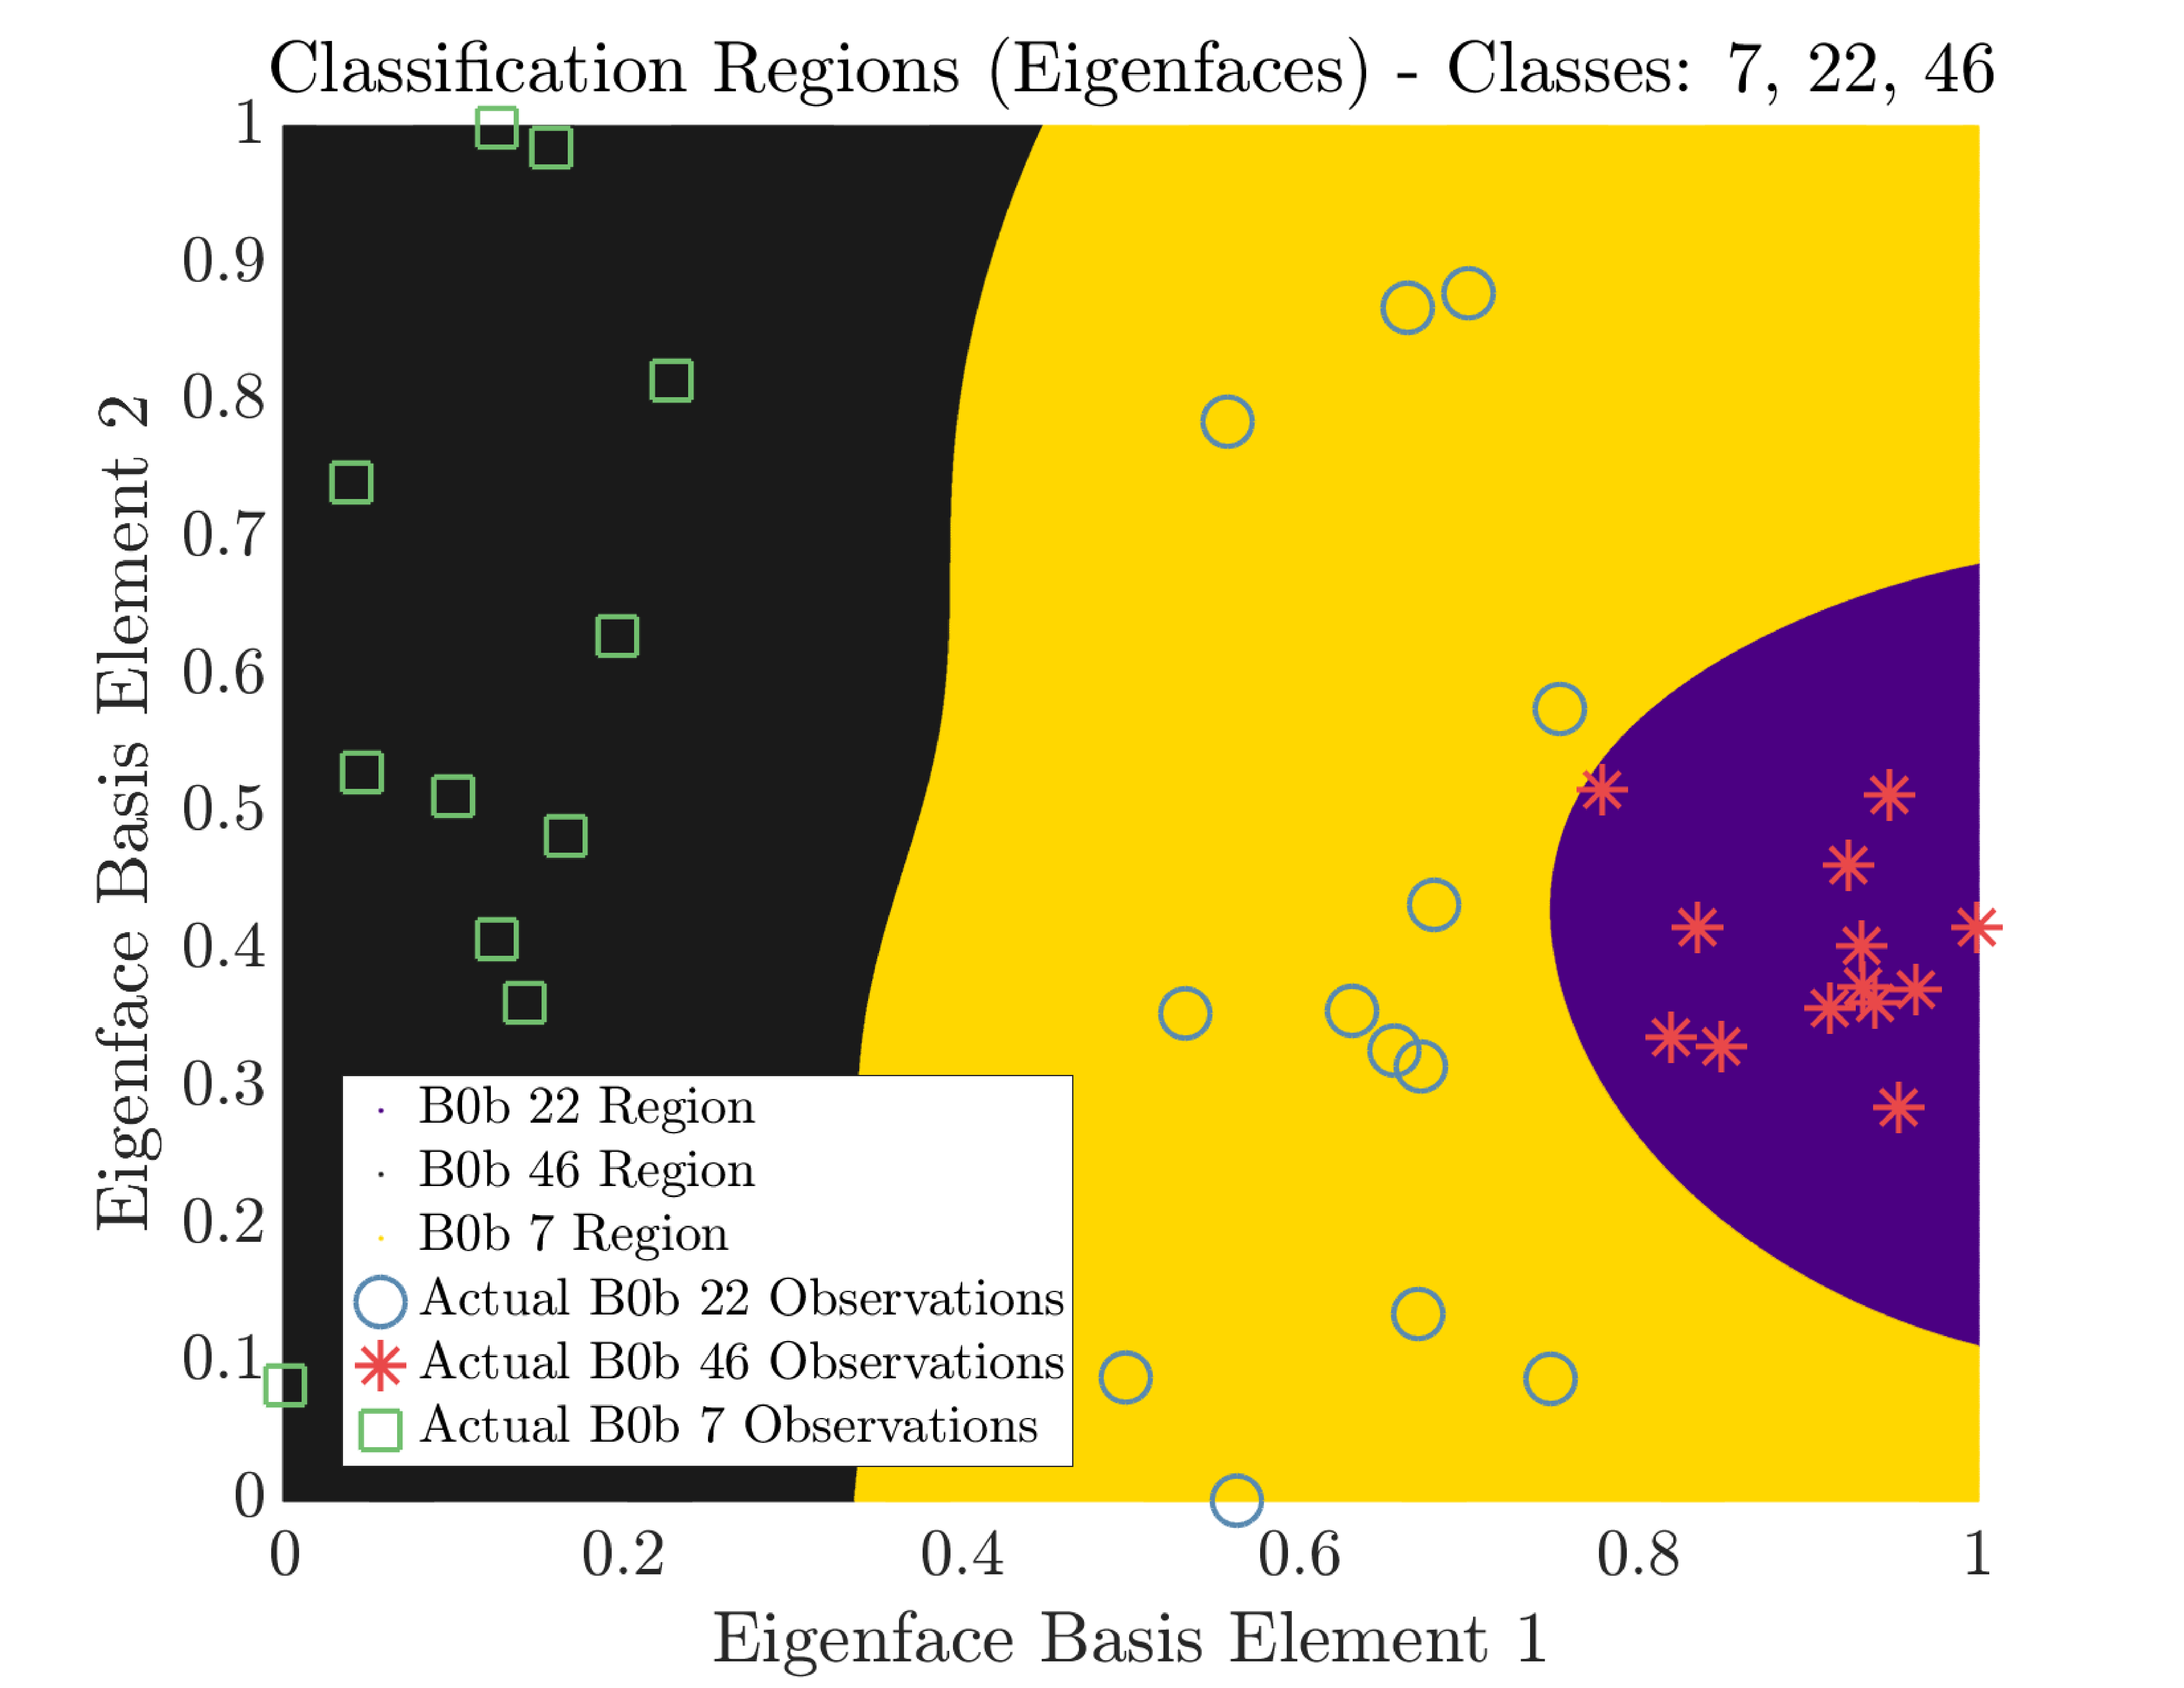 Classification Regions (Eigenfaces) - Classes: 7, 22, 46
1
0.9
0.8
0.7
0.6
0.5
0.4
0.3
0.2
0.1
0
Eigenface Basis Element 2
B0b 22 Region
B0b 46 Region
B0b 7 Region
Actual B0b 22 Observations
Actual B0b 46 Observations
Actual B0b 7 Observations
0 0.2 0.4 0.6 0.8 1
Eigenface Basis Element 1